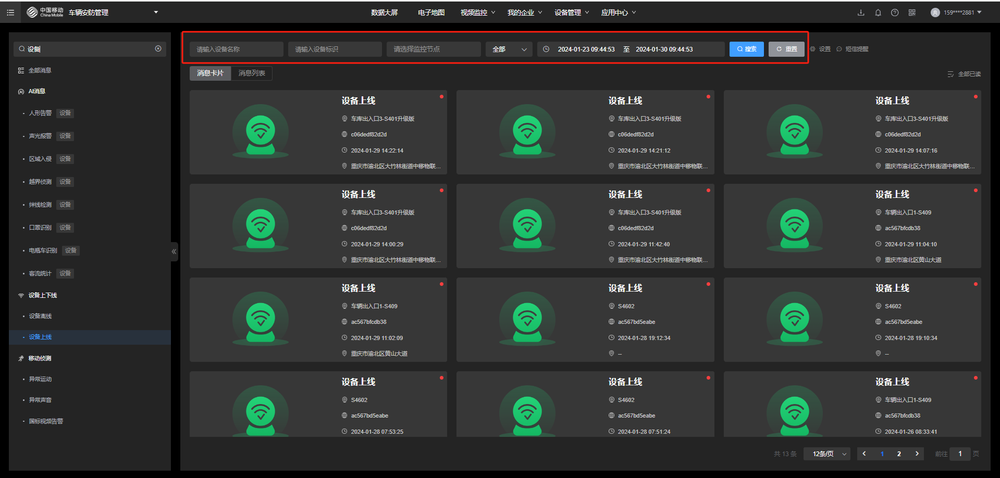 中国移动
China Mobile
车辆安防管理
数据大屏
电子地图
视频监控
我的企业
设备管理
应用中心
159****2881
设备
全部消息
AI消息
人形告警 设备
声光报警 设备
区域入侵 设备
越界侦测 设备
绊线检测 设备
口罩识别 设备
电瓶车识别 设备
客流统计 设备
设备上下线
设备离线
设备上线
移动侦测
异常运动
异常声音
国标视频告警
请输入设备名称
请输入设备标识
请选择监控节点
全部
2024-01-23 09:44:53 至 2024-01-30 09:44:53
搜索
重置
设置
短信提醒
消息卡片
消息列表
全部已读
设备上线
车库出入口3-S401升级版
c06dedf82d2d
2024-01-29 14:22:14
重庆市渝北区大竹林街道中移物联...
设备上线
车库出入口3-S401升级版
c06dedf82d2d
2024-01-29 14:21:12
重庆市渝北区大竹林街道中移物联...
设备上线
车库出入口3-S401升级版
c06dedf82d2d
2024-01-29 14:07:16
重庆市渝北区大竹林街道中移物联...
设备上线
车库出入口3-S401升级版
c06dedf82d2d
2024-01-29 14:00:29
重庆市渝北区大竹林街道中移物联...
设备上线
车库出入口3-S401升级版
c06dedf82d2d
2024-01-29 11:42:40
重庆市渝北区大竹林街道中移物联...
设备上线
车辆出入口1-S409
ac567bfcdb38
2024-01-29 11:04:10
重庆市渝北区黄山大道
设备上线
车辆出入口1-S409
ac567bfcdb38
2024-01-29 11:02:09
重庆市渝北区黄山大道
设备上线
S4602
ac567bd5eabe
2024-01-28 19:12:34
--
设备上线
S4602
ac567bd5eabe
2024-01-28 19:10:34
--
设备上线
S4602
ac567bd5eabe
2024-01-28 07:53:25
设备上线
S4602
ac567bd5eabe
2024-01-28 07:51:24
设备上线
车辆出入口1-S409
ac567bfcdb38
2024-01-26 08:33:41
共 13 条
12条/页
1
2
前往 1 页